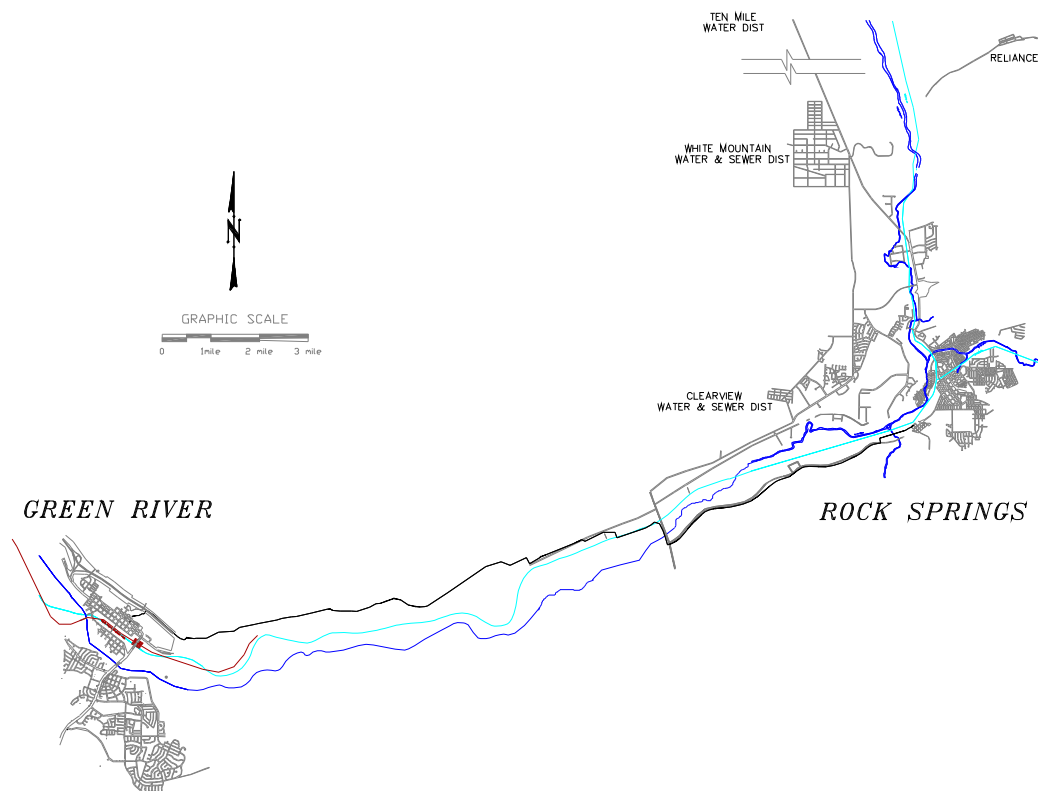 TEN MILE
WATER DIST
RELIANCE
WHITE MOUNTAIN
WATER & SEWER DIST
N
GRAPHIC SCALE
0 1mile 2 mile 3 mile
CLEARVIEW
WATER & SEWER DIST
GREEN RIVER
ROCK SPRINGS